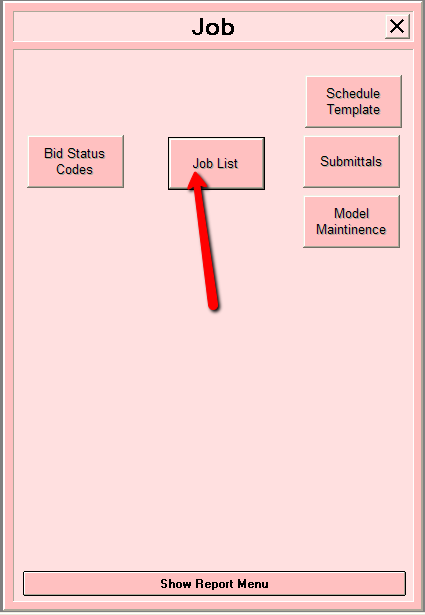 Job
Schedule
Template
Bid Status
Codes
Job List
Submittals
Model
Maintinence
Show Report Menu